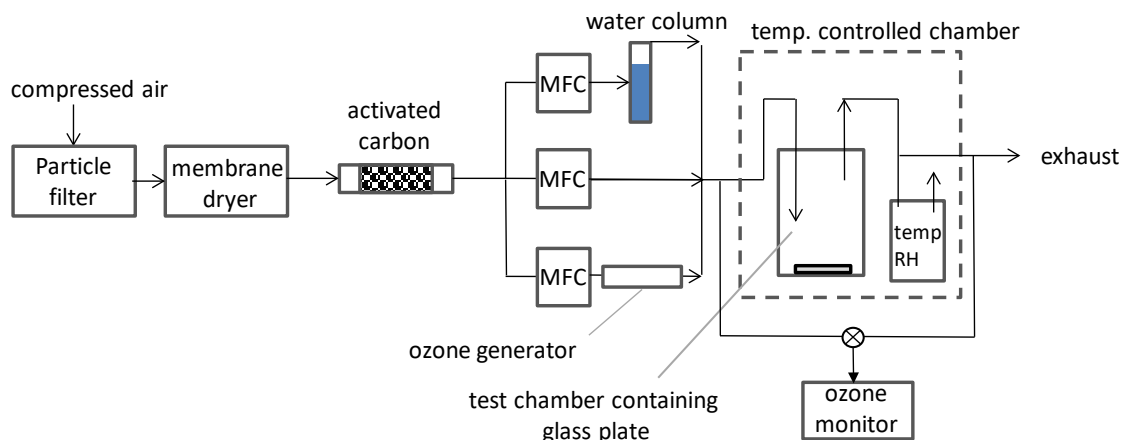 water column
temp. controlled chamber
compressed air
activated
carbon
MFC
Particle
filter
membrane
dryer
MFC
exhaust
temp
RH
MFC
ozone generator
test chamber containing
glass plate
ozone
monitor